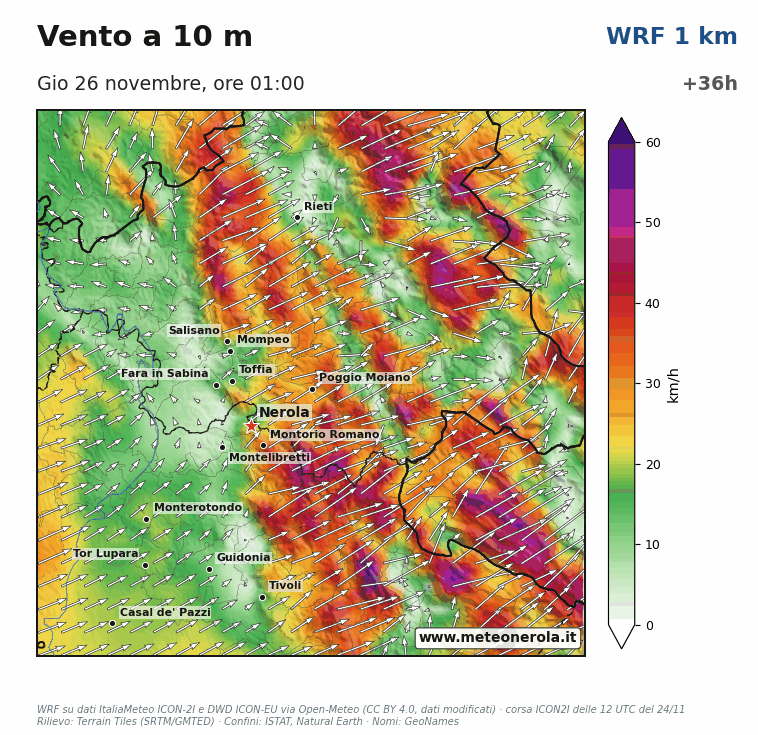 Vento a 10 m
WRF 1 km
Gio 26 novembre, ore 01:00
+36h
Rieti
Salisano
Mompeo
Fara in Sabina
Toffia
Poggio Moiano
Nerola
Montorio Romano
Montelibretti
Monterotondo
Tor Lupara
Guidonia
Tivoli
Casal de' Pazzi
www.meteonerola.it
60
50
40
30
20
10
0
km/h
WRF su dati ItaliaMeteo ICON-2I e DWD ICON-EU via Open-Meteo (CC BY 4.0, dati modificati) · corsa ICON2I delle 12 UTC del 24/11
Rilievo: Terrain Tiles (SRTM/GMTED) · Confini: ISTAT, Natural Earth · Nomi: GeoNames